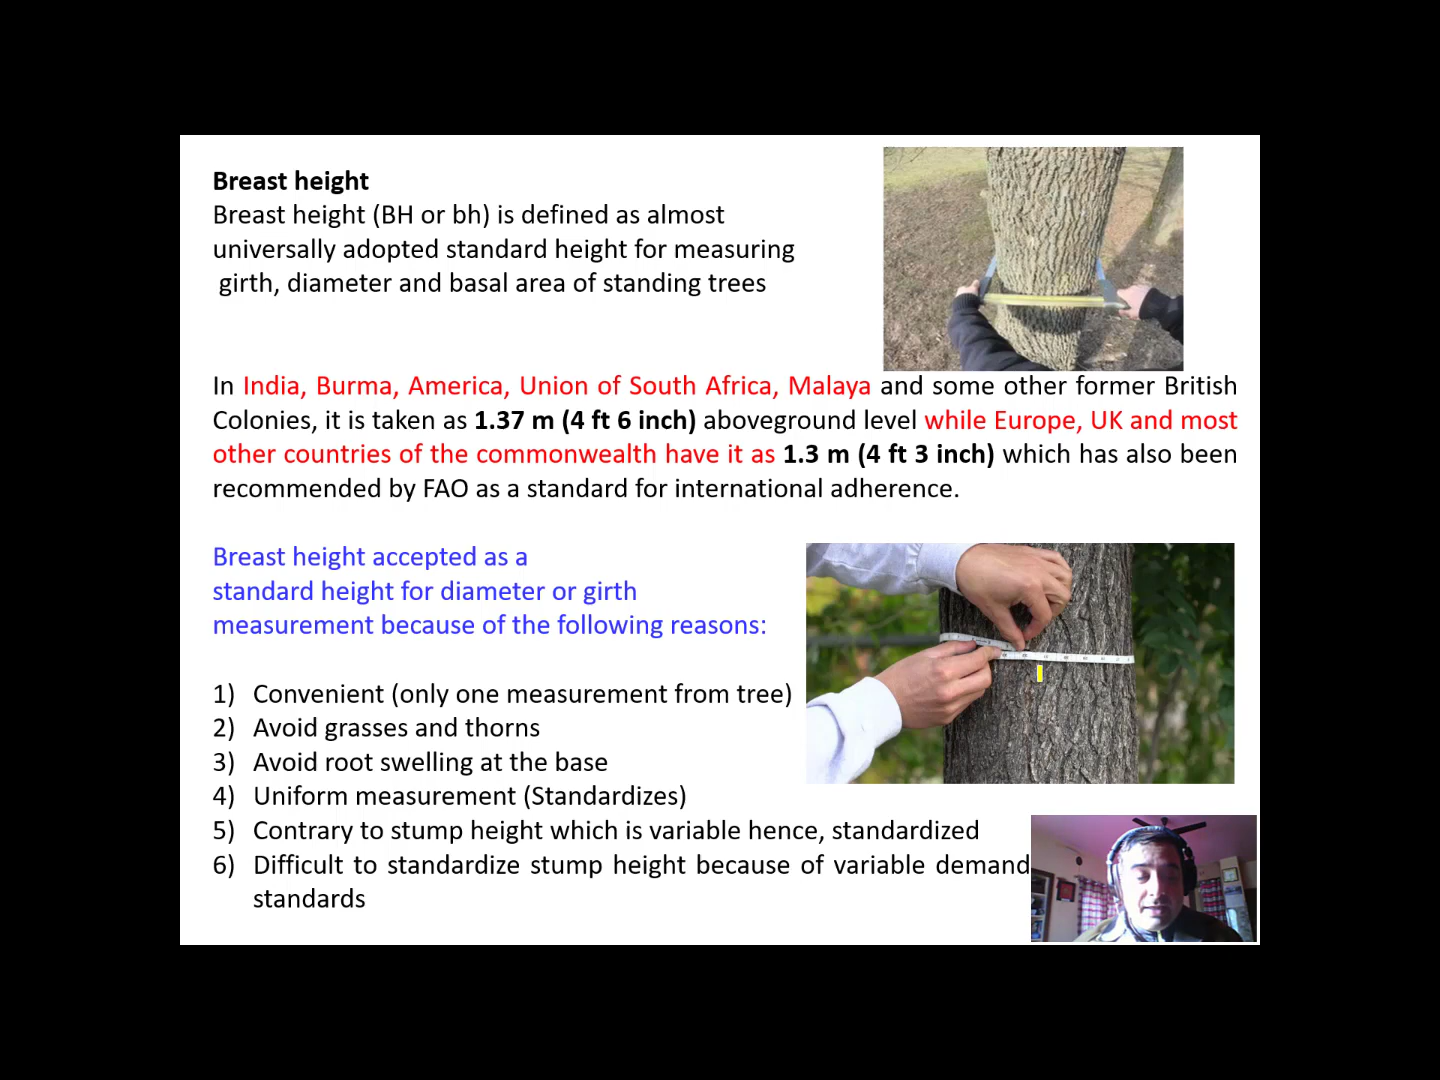 Breast height
Breast height (BH or bh) is defined as almost
universally adopted standard height for measuring
girth, diameter and basal area of standing trees
In India, Burma, America, Union of South Africa, Malaya and some other former British
Colonies, it is taken as 1.37 m (4 ft 6 inch) aboveground level while Europe, UK and most
other countries of the commonwealth have it as 1.3 m (4 ft 3 inch) which has also been
recommended by FAO as a standard for international adherence.
Breast height accepted as a
standard height for diameter or girth
measurement because of the following reasons:
1) Convenient (only one measurement from tree)
2) Avoid grasses and thorns
3) Avoid root swelling at the base
4) Uniform measurement (Standardizes)
5) Contrary to stump height which is variable hence, standardized
6) Difficult to standardize stump height because of variable demand
standards